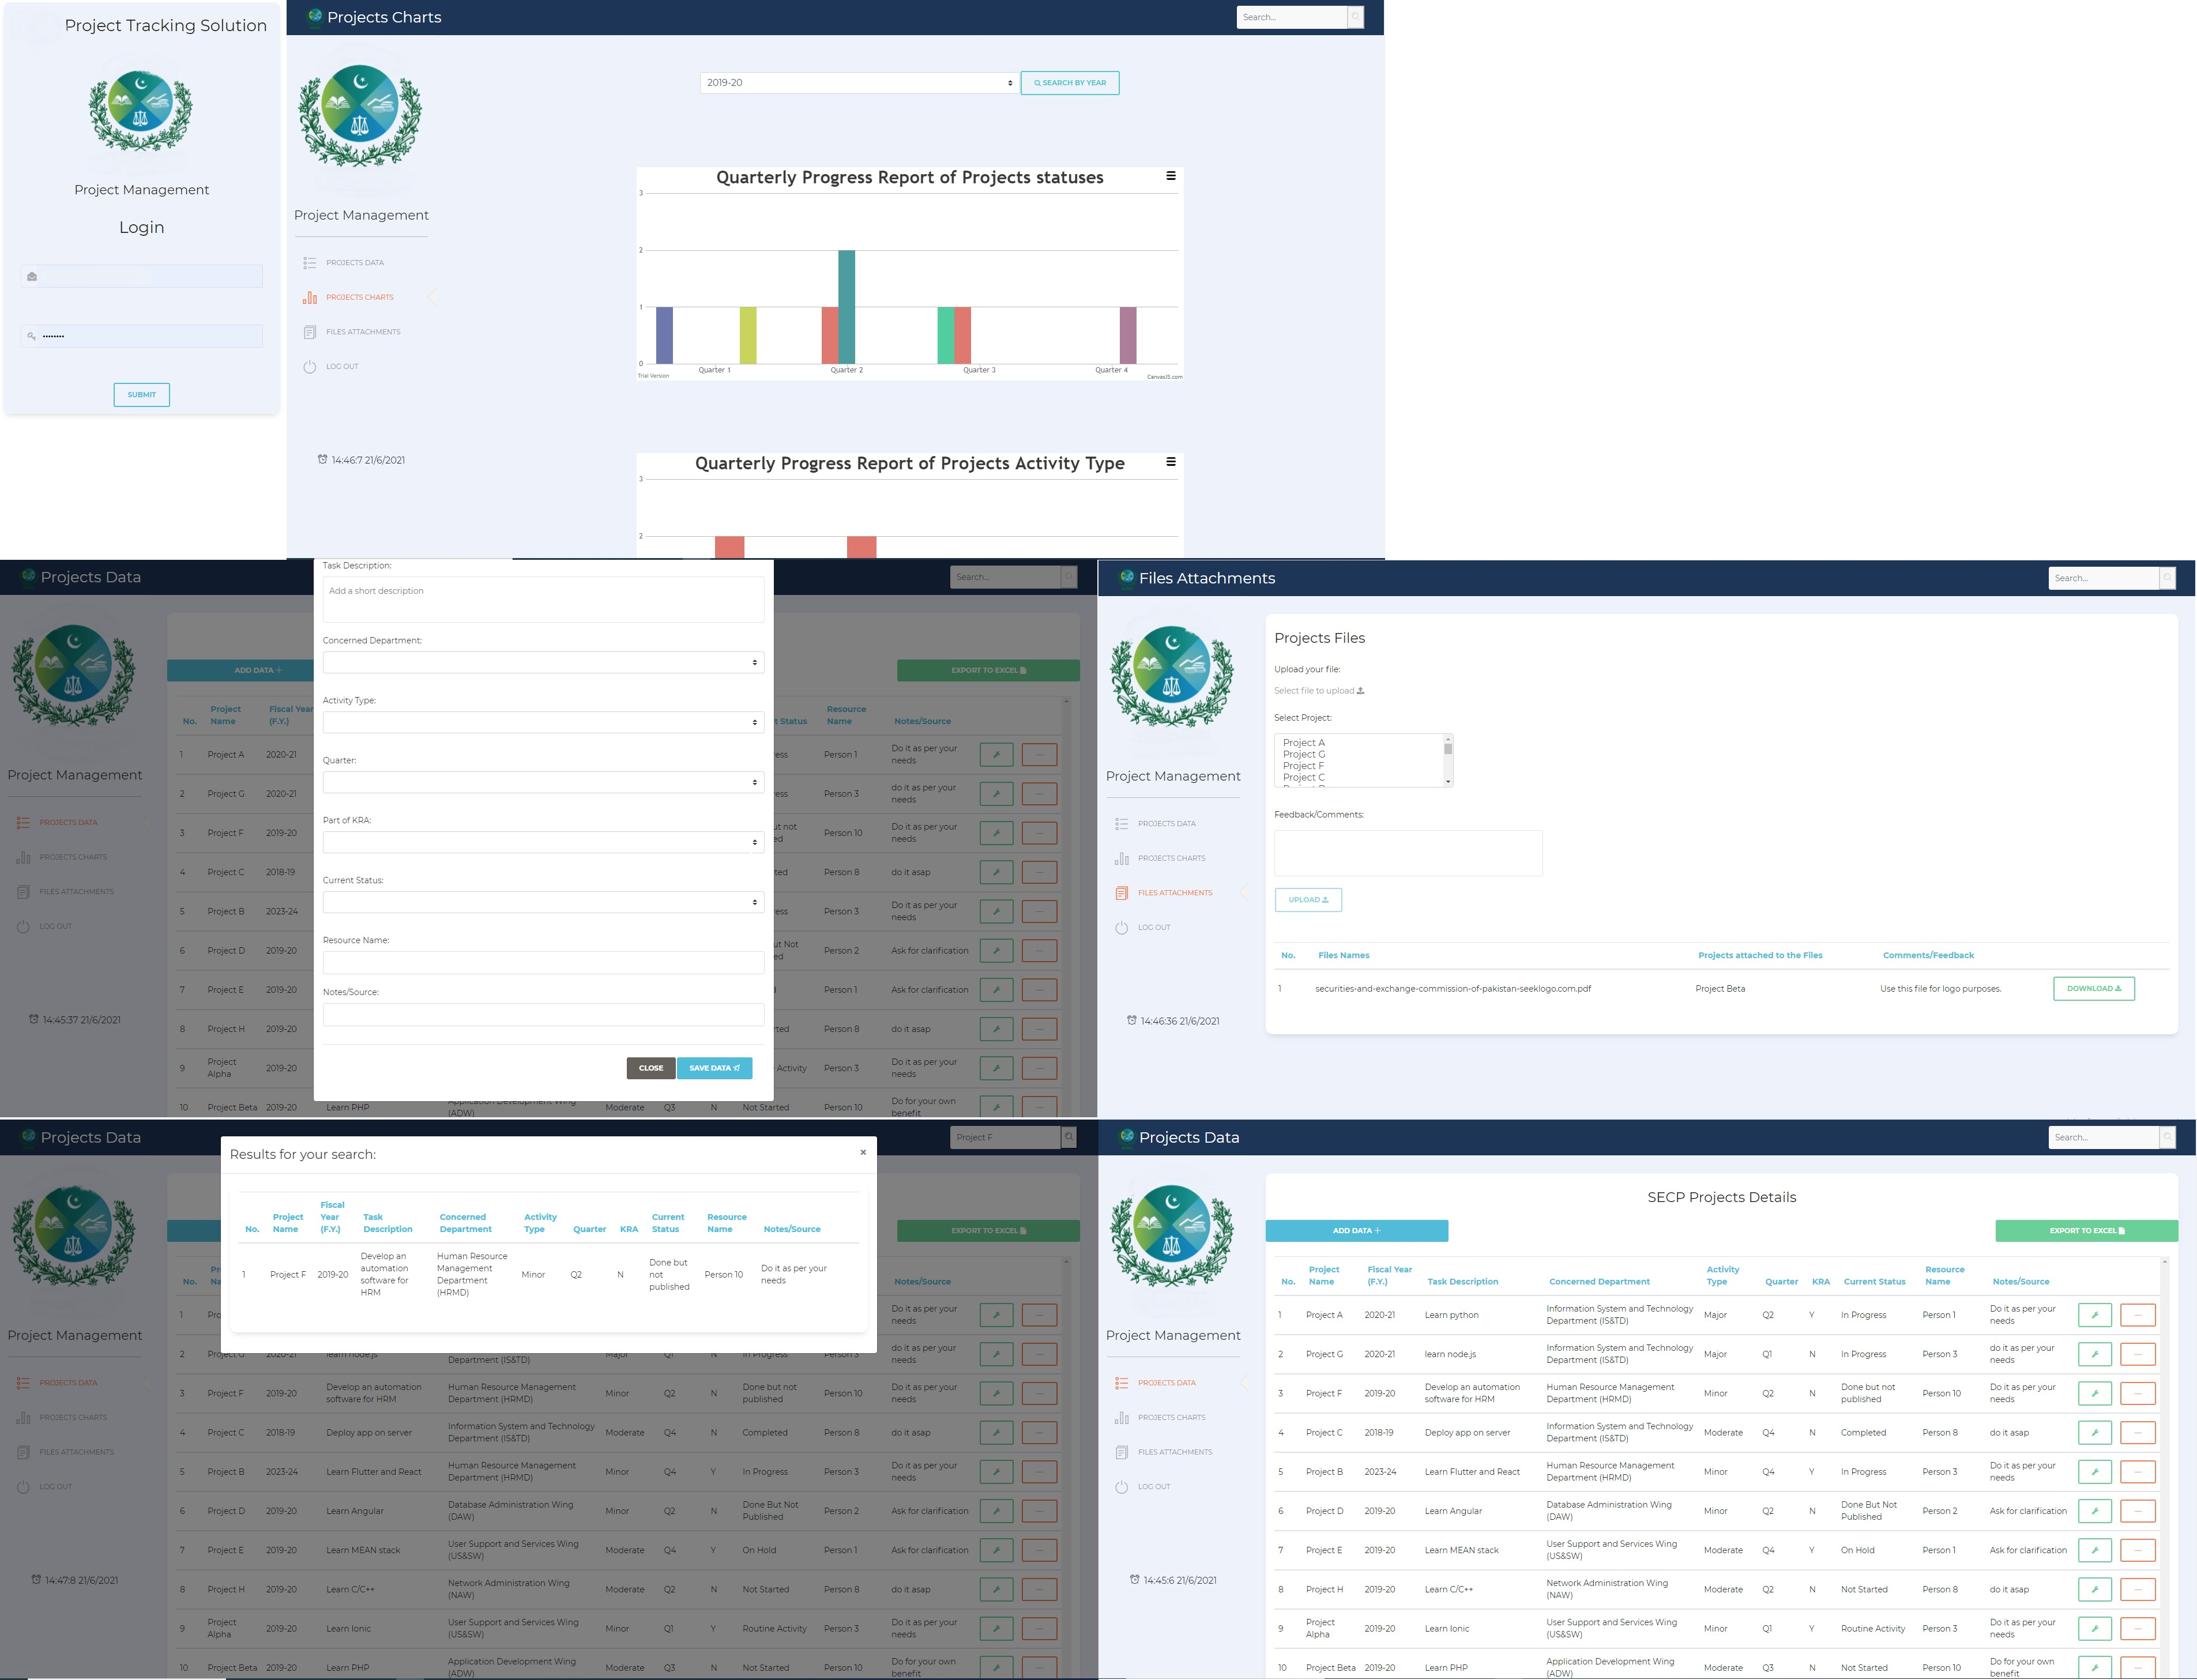 Project Tracking Solution
Project Management
Login
••••••••
SUBMIT
Projects Charts
Search...
Project Management
PROJECTS DATA
PROJECTS CHARTS
FILES ATTACHMENTS
LOG OUT
14:46:7 21/6/2021
2019-20
SEARCH BY YEAR
Quarterly Progress Report of Projects statuses
3
2
1
0
Quarter 1 Quarter 2 Quarter 3 Quarter 4
Trial Version
CanvasJS.com
Quarterly Progress Report of Projects Activity Type
3
2
Projects Data
Search...
Project Management
PROJECTS DATA
PROJECTS CHARTS
FILES ATTACHMENTS
LOG OUT
14:45:37 21/6/2021
ADD DATA +
EXPORT TO EXCEL
No. Project Name Fiscal Year (F.Y.) t Status Resource Name Notes/Source
1 Project A 2020-21 ess Person 1 Do it as per your needs
2 Project G 2020-21 ess Person 3 do it as per your needs
3 Project F 2019-20 ut not ed Person 10 Do it as per your needs
4 Project C 2018-19 ted Person 8 do it asap
5 Project B 2023-24 ess Person 3 Do it as per your needs
6 Project D 2019-20 ut Not ed Person 2 Ask for clarification
7 Project E 2019-20 Person 1 Ask for clarification
8 Project H 2019-20 rted Person 8 do it asap
9 Project Alpha 2019-20 Activity Person 3 Do it as per your needs
10 Project Beta 2019-20 Learn PHP Application Development Wing (ADW) Moderate Q3 N Not Started Person 10 Do for your own benefit
Task Description:
Add a short description
Concerned Department:
Activity Type:
Quarter:
Part of KRA:
Current Status:
Resource Name:
Notes/Source:
CLOSE
SAVE DATA
Files Attachments
Search...
Project Management
PROJECTS DATA
PROJECTS CHARTS
FILES ATTACHMENTS
LOG OUT
14:46:36 21/6/2021
Projects Files
Upload your file:
Select file to upload
Select Project:
Project A
Project G
Project F
Project C
Feedback/Comments:
UPLOAD
No. Files Names Projects attached to the Files Comments/Feedback
1 securities-and-exchange-commission-of-pakistan-seeklogo.com.pdf Project Beta Use this file for logo purposes. DOWNLOAD
Projects Data
Project F
Project Management
PROJECTS DATA
PROJECTS CHARTS
FILES ATTACHMENTS
LOG OUT
14:47:8 21/6/2021
Results for your search:
×
No. Project Name Fiscal Year (F.Y.) Task Description Concerned Department Activity Type Quarter KRA Current Status Resource Name Notes/Source
1 Project F 2019-20 Develop an automation software for HRM Human Resource Management Department (HRMD) Minor Q2 N Done but not published Person 10 Do it as per your needs
EXPORT TO EXCEL
No. Pr N Notes/Source
1 Pr Do it as per your needs
2 Project G 2020-21 learn node.js Department (IS&TD) Major Q1 N In Progress Person 3 do it as per your needs
3 Project F 2019-20 Develop an automation software for HRM Human Resource Management Department (HRMD) Minor Q2 N Done but not published Person 10 Do it as per your needs
4 Project C 2018-19 Deploy app on server Information System and Technology Department (IS&TD) Moderate Q4 N Completed Person 8 do it asap
5 Project B 2023-24 Learn Flutter and React Human Resource Management Department (HRMD) Minor Q4 Y In Progress Person 3 Do it as per your needs
6 Project D 2019-20 Learn Angular Database Administration Wing (DAW) Minor Q2 N Done But Not Published Person 2 Ask for clarification
7 Project E 2019-20 Learn MEAN stack User Support and Services Wing (US&SW) Moderate Q4 Y On Hold Person 1 Ask for clarification
8 Project H 2019-20 Learn C/C++ Network Administration Wing (NAW) Moderate Q2 N Not Started Person 8 do it asap
9 Project Alpha 2019-20 Learn Ionic User Support and Services Wing (US&SW) Minor Q1 Y Routine Activity Person 3 Do it as per your needs
10 Project Beta 2019-20 Learn PHP Application Development Wing (ADW) Moderate Q3 N Not Started Person 10 Do for your own benefit
Projects Data
Search...
Project Management
PROJECTS DATA
PROJECTS CHARTS
FILES ATTACHMENTS
LOG OUT
14:45:6 21/6/2021
SECP Projects Details
ADD DATA +
EXPORT TO EXCEL
No. Project Name Fiscal Year (F.Y.) Task Description Concerned Department Activity Type Quarter KRA Current Status Resource Name Notes/Source
1 Project A 2020-21 Learn python Information System and Technology Department (IS&TD) Major Q2 Y In Progress Person 1 Do it as per your needs
2 Project G 2020-21 learn node.js Information System and Technology Department (IS&TD) Major Q1 N In Progress Person 3 do it as per your needs
3 Project F 2019-20 Develop an automation software for HRM Human Resource Management Department (HRMD) Minor Q2 N Done but not published Person 10 Do it as per your needs
4 Project C 2018-19 Deploy app on server Information System and Technology Department (IS&TD) Moderate Q4 N Completed Person 8 do it asap
5 Project B 2023-24 Learn Flutter and React Human Resource Management Department (HRMD) Minor Q4 Y In Progress Person 3 Do it as per your needs
6 Project D 2019-20 Learn Angular Database Administration Wing (DAW) Minor Q2 N Done But Not Published Person 2 Ask for clarification
7 Project E 2019-20 Learn MEAN stack User Support and Services Wing (US&SW) Moderate Q4 Y On Hold Person 1 Ask for clarification
8 Project H 2019-20 Learn C/C++ Network Administration Wing (NAW) Moderate Q2 N Not Started Person 8 do it asap
9 Project Alpha 2019-20 Learn Ionic User Support and Services Wing (US&SW) Minor Q1 Y Routine Activity Person 3 Do it as per your needs
10 Project Beta 2019-20 Learn PHP Application Development Wing (ADW) Moderate Q3 N Not Started Person 10 Do for your own benefit